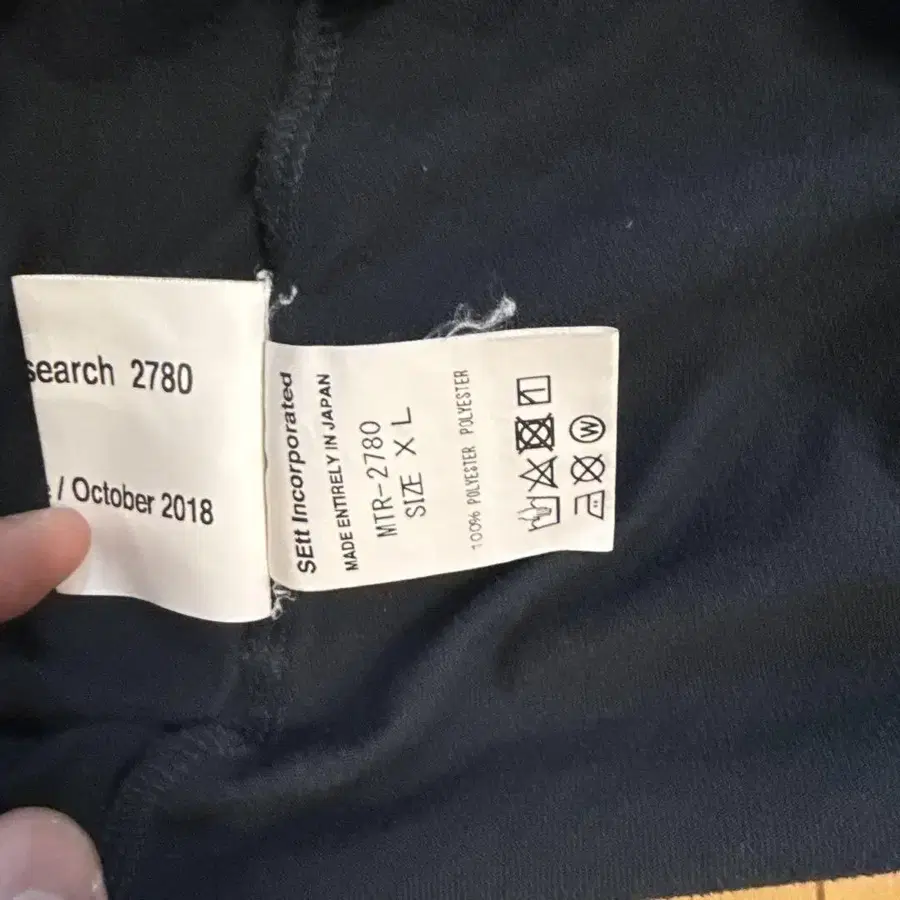 search 2780
/ October 2018
SEtt Incorporated
MADE ENTIRELY IN JAPAN
MTR-2780
SIZE XL
100% POLYESTER POLYESTER
W